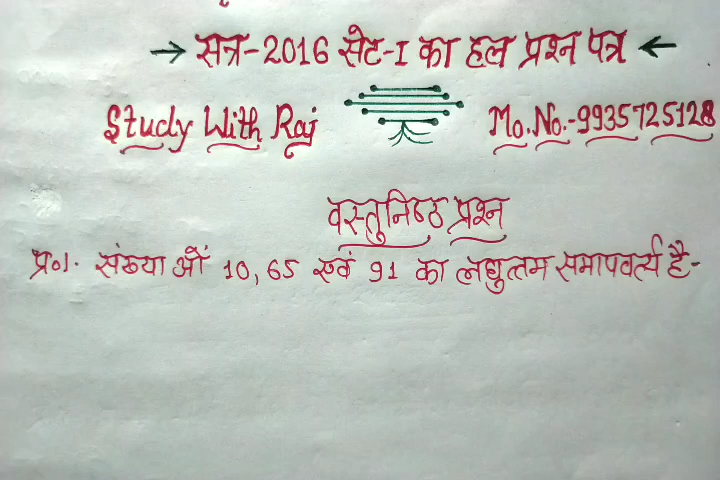 → सत्र-2016 सेट-I का हल प्रश्न पत्र ←
Study With Raj Mo.No.-9935725128
वस्तुनिष्ठ प्रश्न
प्र०1. संख्याओं 10, 65 एवं 91 का लघुत्तम समापवर्त्य है-